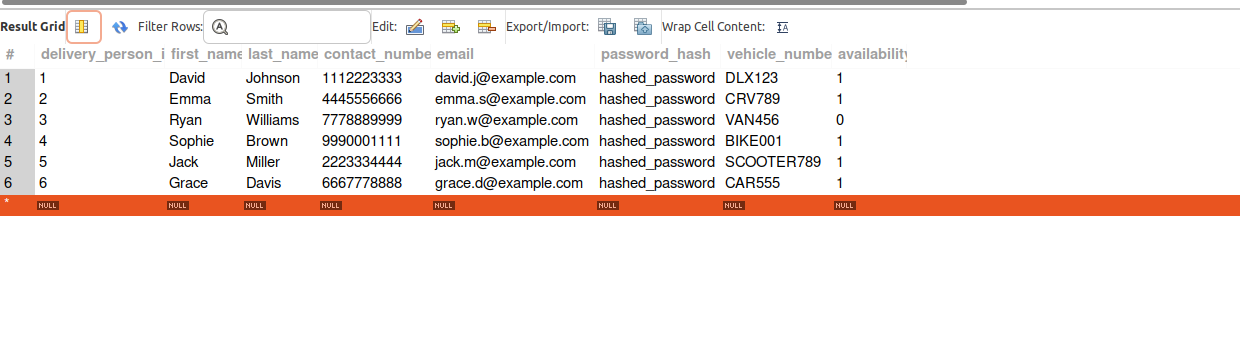 Result Grid Filter Rows: Edit: Export/Import: Wrap Cell Content:
# delivery_person_i first_name last_name contact_numbe email password_hash vehicle_numbe availability
1 1 David Johnson 1112223333 david.j@example.com hashed_password DLX123 1
2 2 Emma Smith 4445556666 emma.s@example.com hashed_password CRV789 1
3 3 Ryan Williams 7778889999 ryan.w@example.com hashed_password VAN456 0
4 4 Sophie Brown 9990001111 sophie.b@example.com hashed_password BIKE001 1
5 5 Jack Miller 2223334444 jack.m@example.com hashed_password SCOOTER789 1
6 6 Grace Davis 6667778888 grace.d@example.com hashed_password CAR555 1
* NULL NULL NULL NULL NULL NULL NULL NULL